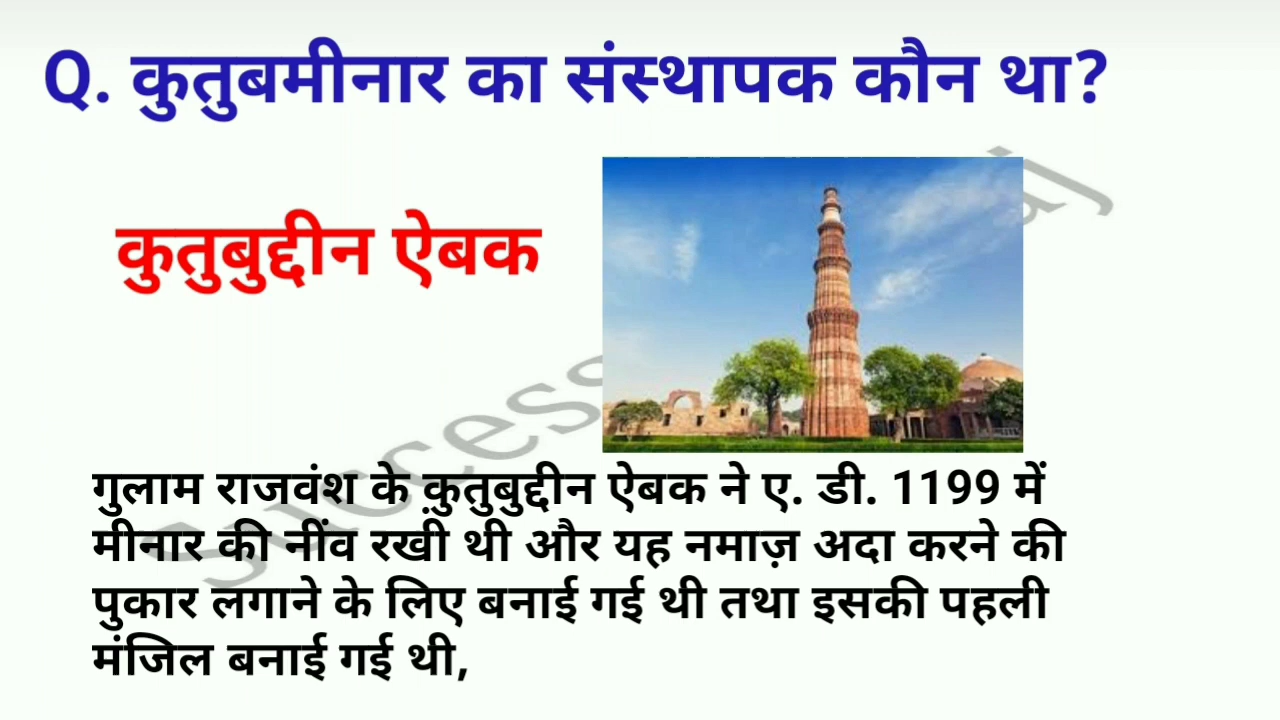 Q. कुतुबमीनार का संस्थापक कौन था?
कुतुबुद्दीन ऐबक
गुलाम राजवंश के क़ुतुबुद्दीन ऐबक ने ए. डी. 1199 में
मीनार की नींव रखी थी और यह नमाज़ अदा करने की
पुकार लगाने के लिए बनाई गई थी तथा इसकी पहली
मंजिल बनाई गई थी,
Success